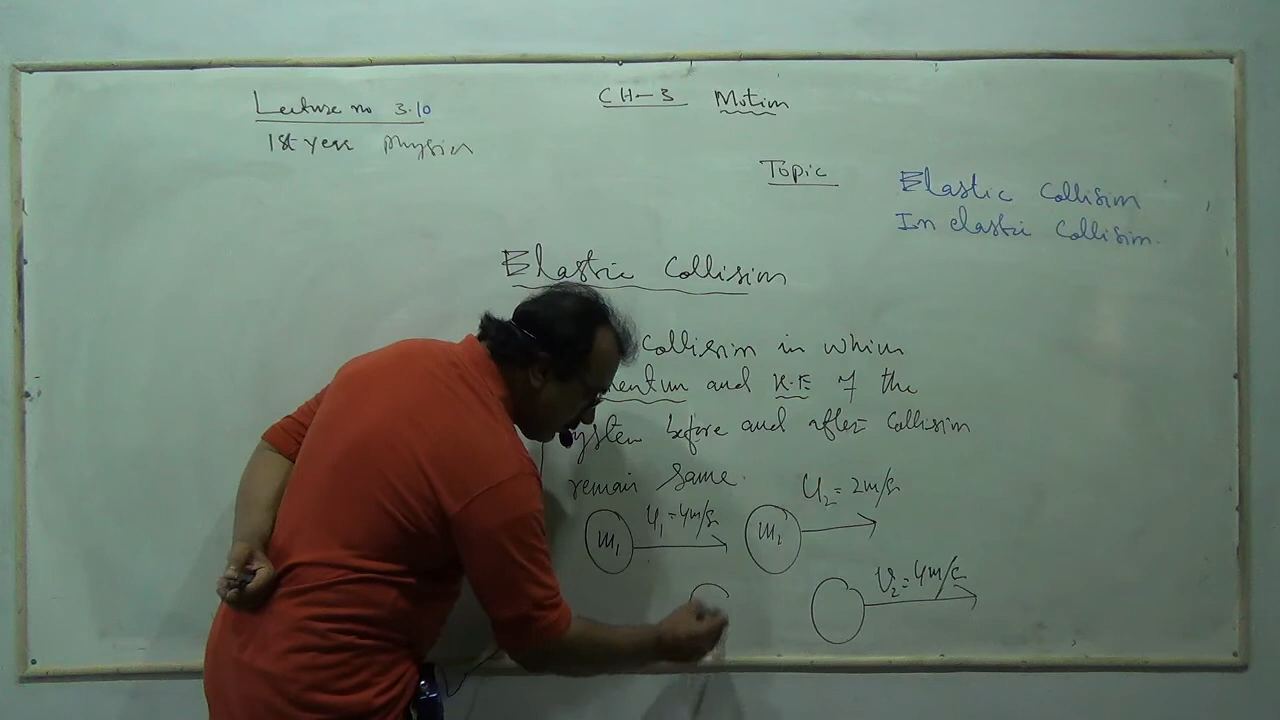 Lecture no 3.10
CH-3 Motion
1st year Physics
Topic
Elastic Collision
In elastic Collision.
Elastic Collision
Collision in which
mentum and K.E of the
ystem before and after Collision
remain same.
U₂ = 2m/s
U₁ = 4m/s
m₁
m₂
V₂ = 4m/s